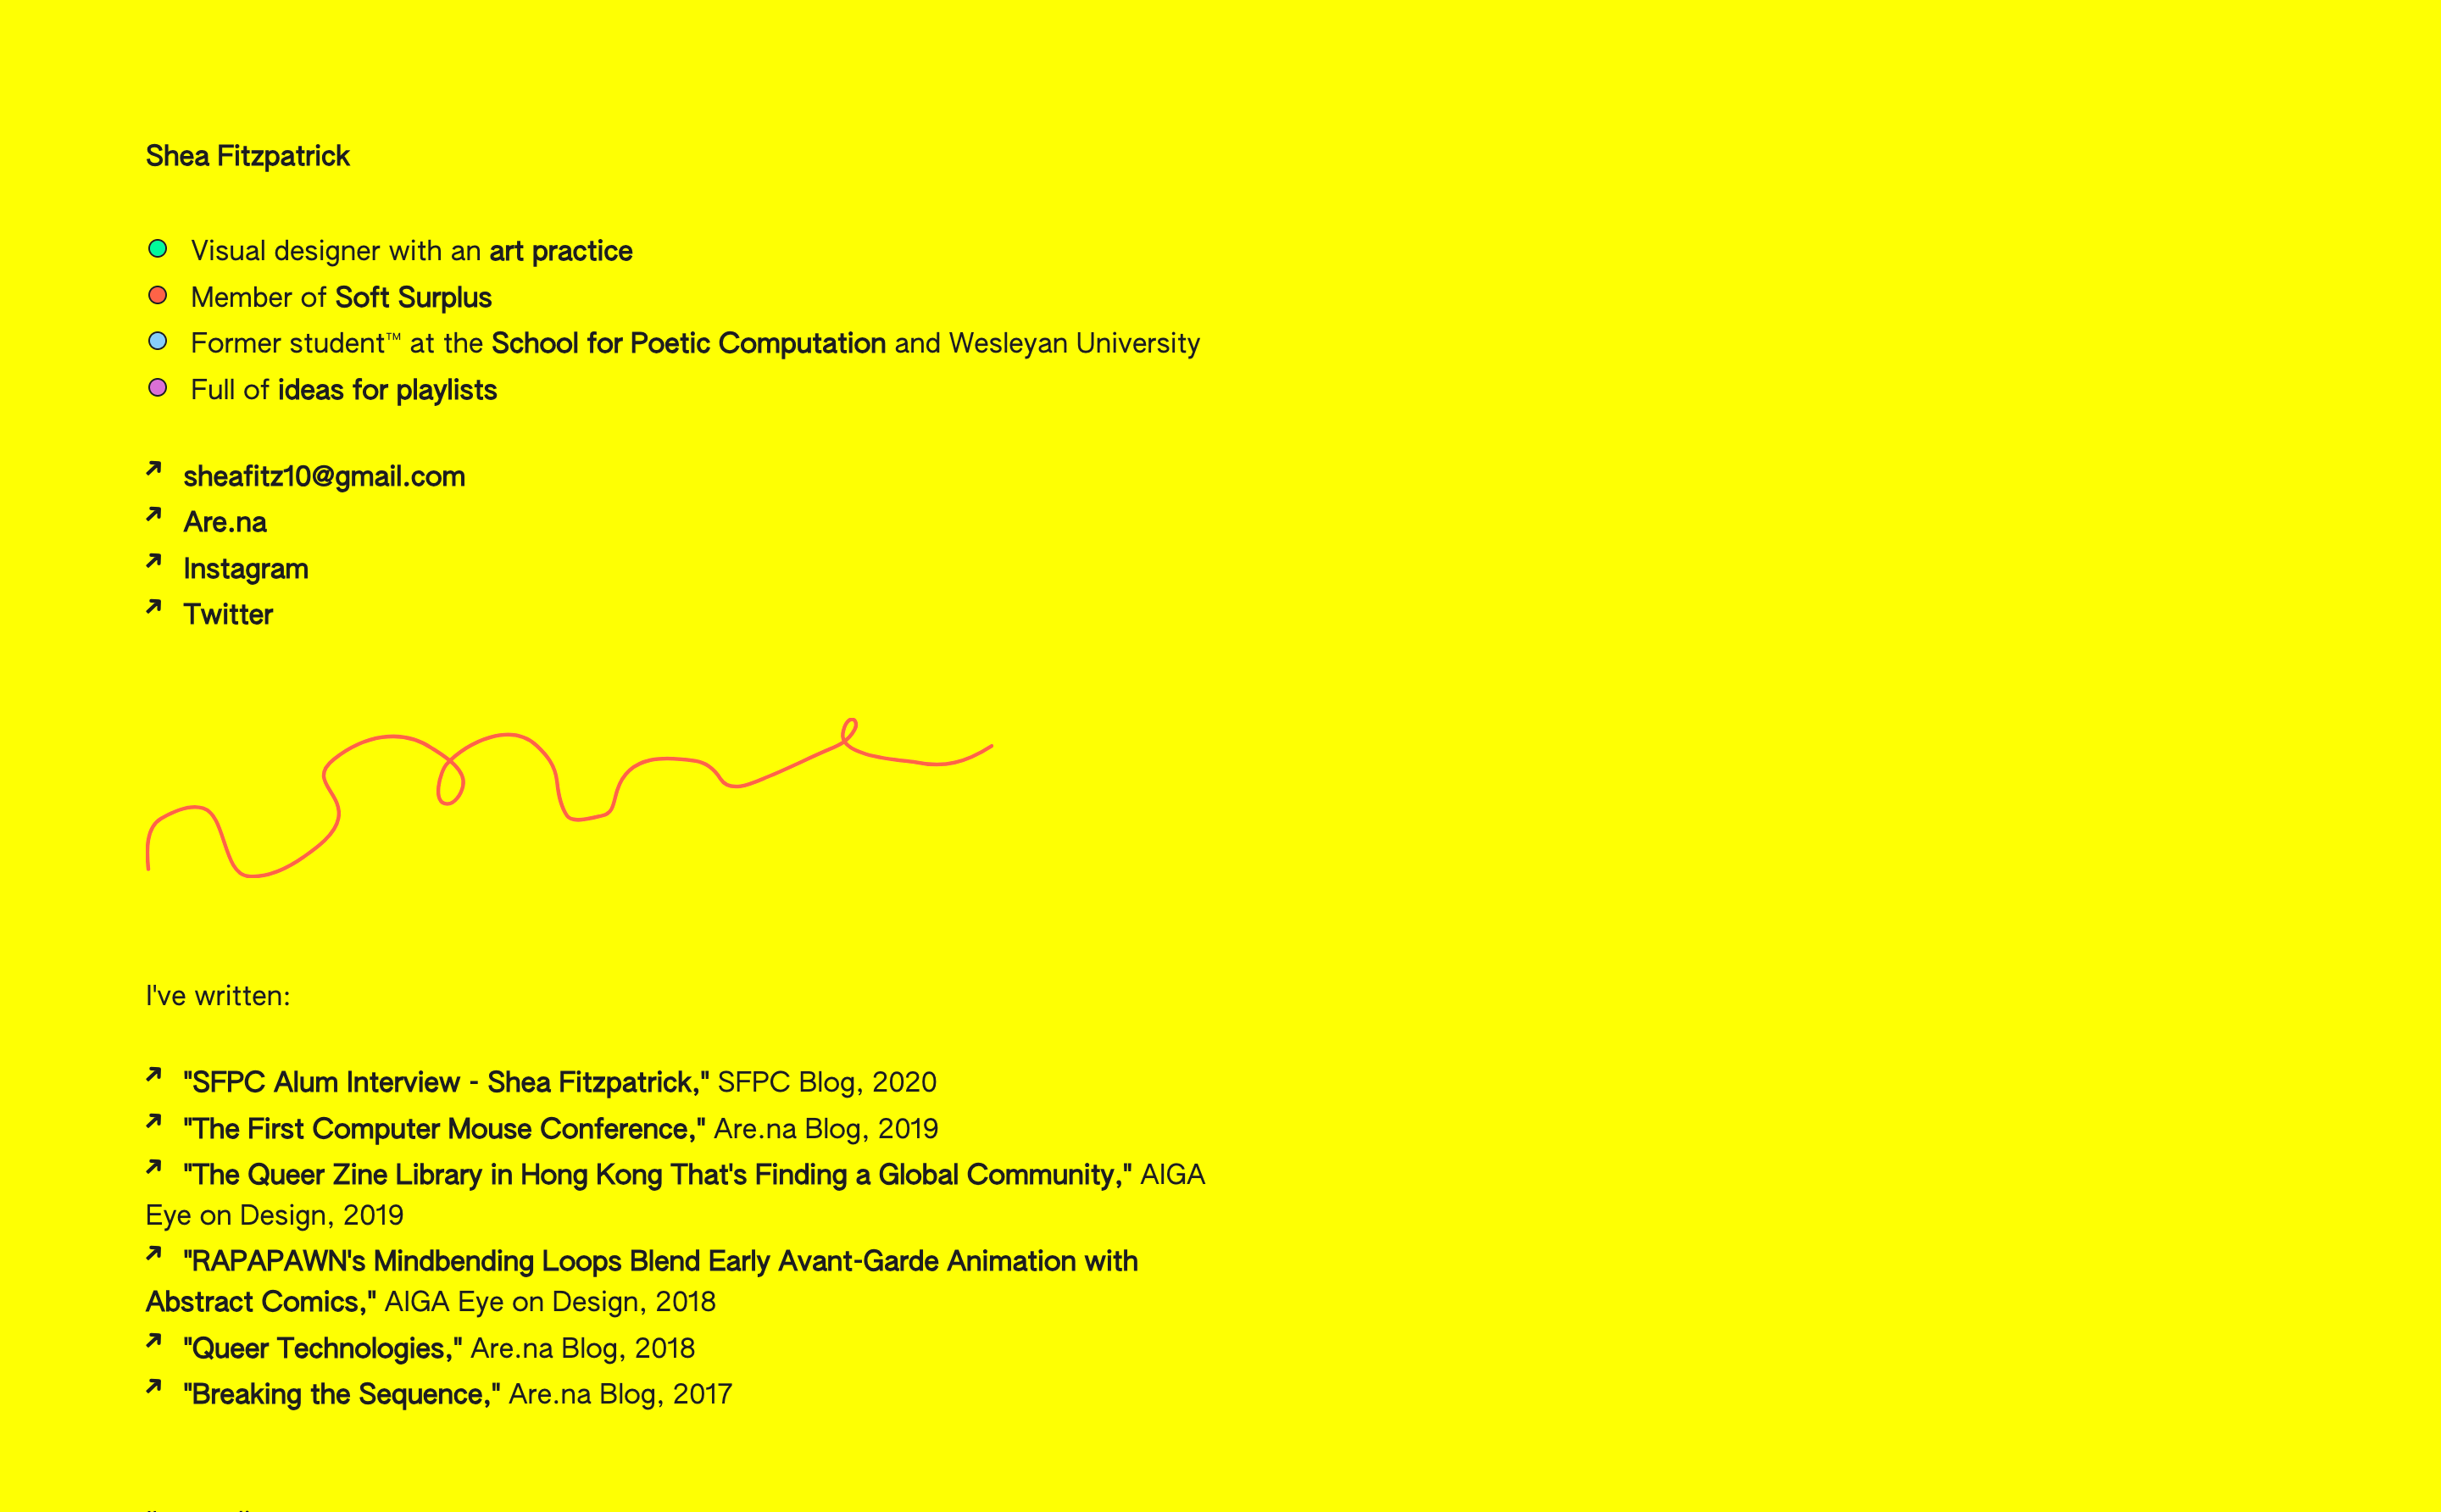 Shea Fitzpatrick
Visual designer with an art practice
Member of Soft Surplus
Former student™ at the School for Poetic Computation and Wesleyan University
Full of ideas for playlists
sheafitz10@gmail.com
Are.na
Instagram
Twitter
I've written:
"SFPC Alum Interview - Shea Fitzpatrick," SFPC Blog, 2020
"The First Computer Mouse Conference," Are.na Blog, 2019
"The Queer Zine Library in Hong Kong That's Finding a Global Community," AIGA
Eye on Design, 2019
"RAPAPAWN's Mindbending Loops Blend Early Avant-Garde Animation with
Abstract Comics," AIGA Eye on Design, 2018
"Queer Technologies," Are.na Blog, 2018
"Breaking the Sequence," Are.na Blog, 2017